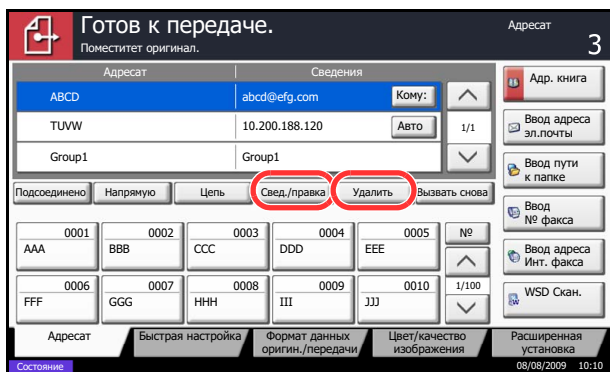 Готов к передаче.
Поместитет оригинал.
Адресат
3
Адресат Сведения
ABCD abcd@efg.com Кому:
TUVW 10.200.188.120 Авто 1/1
Group1 Group1
Подсоединено Напрямую Цепь Свед./правка Удалить Вызвать снова
0001 0002 0003 0004 0005 №
AAA BBB CCC DDD EEE
0006 0007 0008 0009 0010 1/100
FFF GGG HHH III JJJ
Адр. книга
Ввод адреса
эл.почты
Ввод пути
к папке
Ввод
№ факса
Ввод адреса
Инт. факса
WSD Скан.
Адресат
Быстрая настройка
Формат данных
оригин./передачи
Цвет/качество
изображения
Расширенная
установка
Состояние 08/08/2009 10:10